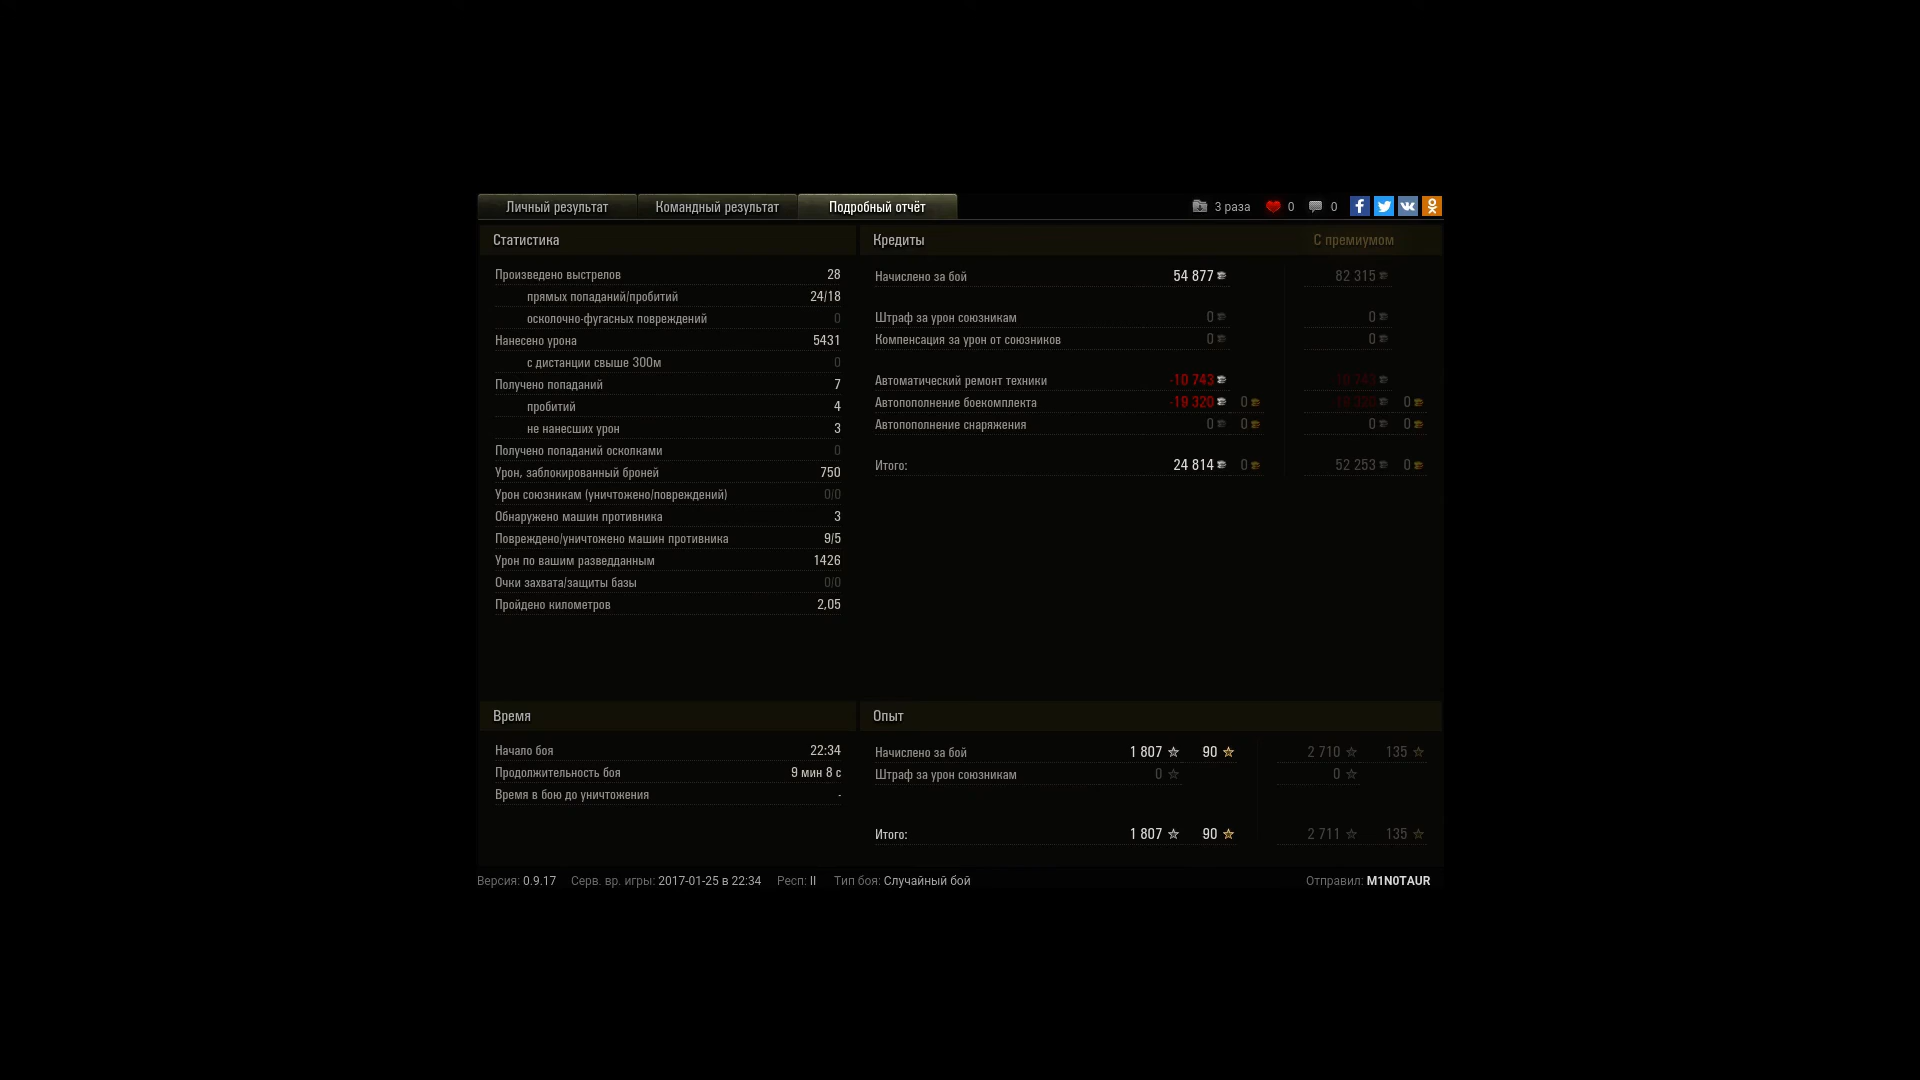 Личный результат Командный результат Подробный отчёт 3 раза 0 0
Статистика
Произведено выстрелов 28
прямых попаданий/пробитий 24/18
осколочно-фугасных повреждений 0
Нанесено урона 5431
с дистанции свыше 300м 0
Получено попаданий 7
пробитий 4
не нанесших урон 3
Получено попаданий осколками 0
Урон, заблокированный броней 750
Урон союзникам (уничтожено/повреждений) 0/0
Обнаружено машин противника 3
Повреждено/уничтожено машин противника 9/5
Урон по вашим разведданным 1426
Очки захвата/защиты базы 0/0
Пройдено километров 2,05
Кредиты С премиумом
Начислено за бой 54 877 82 315
Штраф за урон союзникам 0 0
Компенсация за урон от союзников 0 0
Автоматический ремонт техники -10 743 -10 743
Автопополнение боекомплекта -19 320 0 -19 320 0
Автопополнение снаряжения 0 0 0 0
Итого: 24 814 0 52 253 0
Время
Начало боя 22:34
Продолжительность боя 9 мин 8 с
Время в бою до уничтожения -
Опыт
Начислено за бой 1 807 90 2 710 135
Штраф за урон союзникам 0 0
Итого: 1 807 90 2 711 135
Версия: 0.9.17 Серв. вр. игры: 2017-01-25 в 22:34 Респ: II Тип боя: Случайный бой Отправил: M1N0TAUR